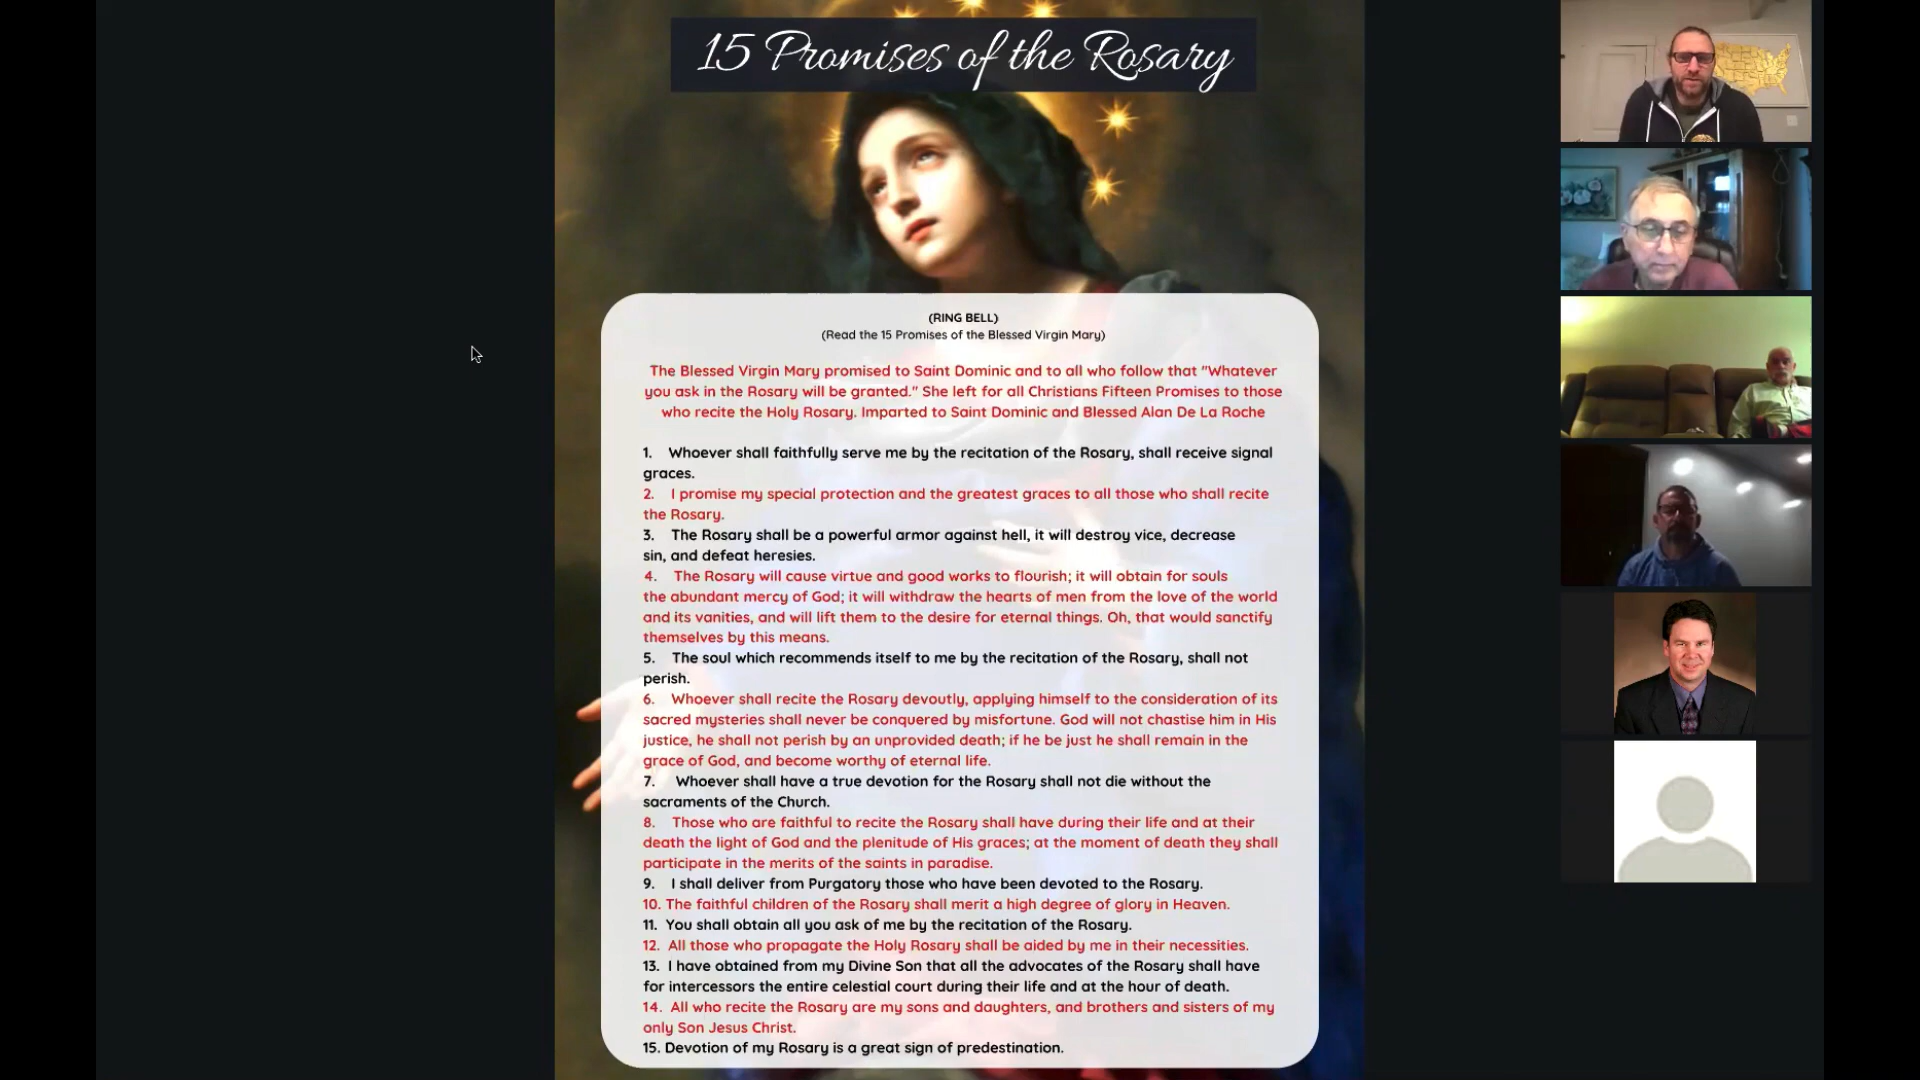 15 Promises of the Rosary
(RING BELL)
(Read the 15 Promises of the Blessed Virgin Mary)
The Blessed Virgin Mary promised to Saint Dominic and to all who follow that "Whatever
you ask in the Rosary will be granted." She left for all Christians Fifteen Promises to those
who recite the Holy Rosary. Imparted to Saint Dominic and Blessed Alan De La Roche
1. Whoever shall faithfully serve me by the recitation of the Rosary, shall receive signal
graces.
2. I promise my special protection and the greatest graces to all those who shall recite
the Rosary.
3. The Rosary shall be a powerful armor against hell, it will destroy vice, decrease
sin, and defeat heresies.
4. The Rosary will cause virtue and good works to flourish; it will obtain for souls
the abundant mercy of God; it will withdraw the hearts of men from the love of the world
and its vanities, and will lift them to the desire for eternal things. Oh, that would sanctify
themselves by this means.
5. The soul which recommends itself to me by the recitation of the Rosary, shall not
perish.
6. Whoever shall recite the Rosary devoutly, applying himself to the consideration of its
sacred mysteries shall never be conquered by misfortune. God will not chastise him in His
justice, he shall not perish by an unprovided death; if he be just he shall remain in the
grace of God, and become worthy of eternal life.
7. Whoever shall have a true devotion for the Rosary shall not die without the
sacraments of the Church.
8. Those who are faithful to recite the Rosary shall have during their life and at their
death the light of God and the plenitude of His graces; at the moment of death they shall
participate in the merits of the saints in paradise.
9. I shall deliver from Purgatory those who have been devoted to the Rosary.
10. The faithful children of the Rosary shall merit a high degree of glory in Heaven.
11. You shall obtain all you ask of me by the recitation of the Rosary.
12. All those who propagate the Holy Rosary shall be aided by me in their necessities.
13. I have obtained from my Divine Son that all the advocates of the Rosary shall have
for intercessors the entire celestial court during their life and at the hour of death.
14. All who recite the Rosary are my sons and daughters, and brothers and sisters of my
only Son Jesus Christ.
15. Devotion of my Rosary is a great sign of predestination.